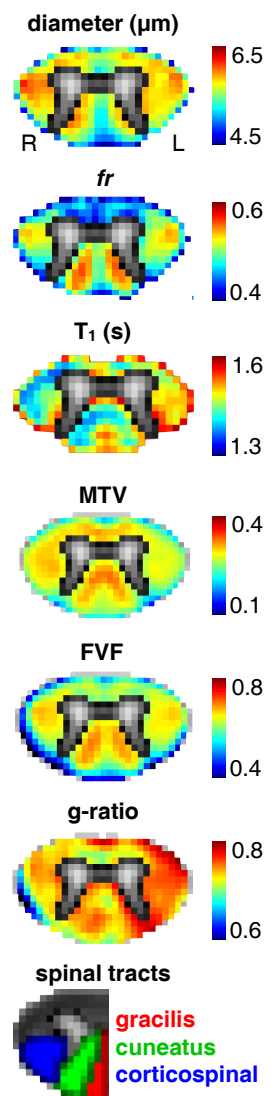 diameter (µm)
6.5
R
L
4.5
fr
0.6
0.4
T₁ (s)
1.6
1.3
MTV
0.4
0.1
FVF
0.8
0.4
g-ratio
0.8
0.6
spinal tracts
gracilis
cuneatus
corticospinal